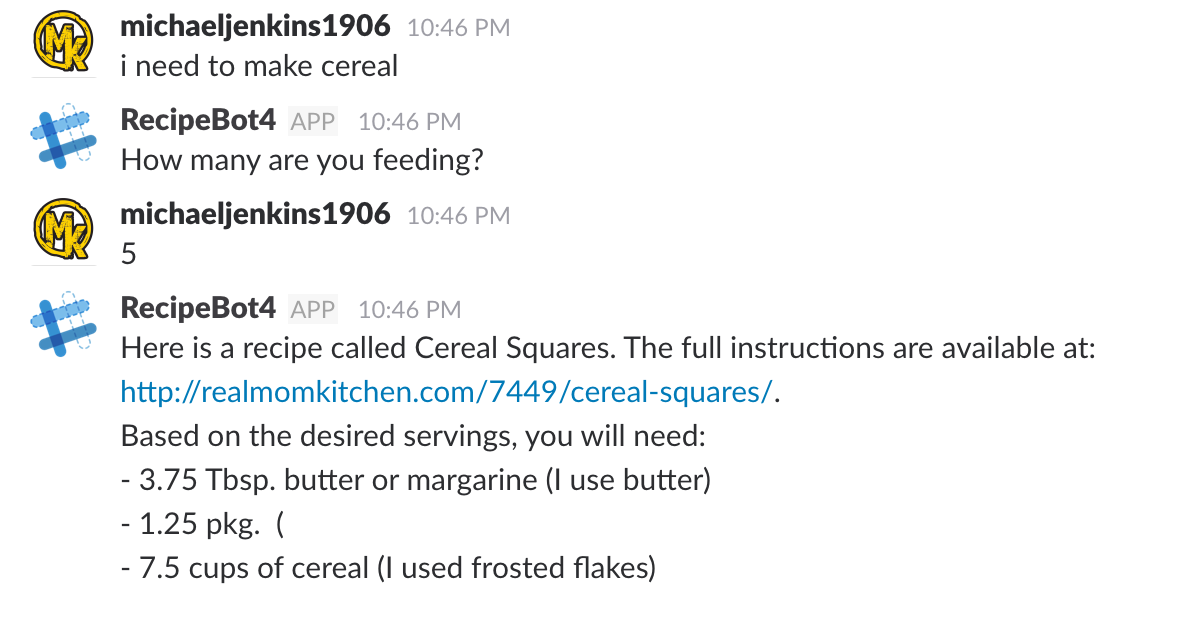 michaeljenkins1906 10:46 PM
i need to make cereal
RecipeBot4 APP 10:46 PM
How many are you feeding?
michaeljenkins1906 10:46 PM
5
RecipeBot4 APP 10:46 PM
Here is a recipe called Cereal Squares. The full instructions are available at:
http://realmomkitchen.com/7449/cereal-squares/.
Based on the desired servings, you will need:
- 3.75 Tbsp. butter or margarine (I use butter)
- 1.25 pkg.  (
- 7.5 cups of cereal (I used frosted flakes)